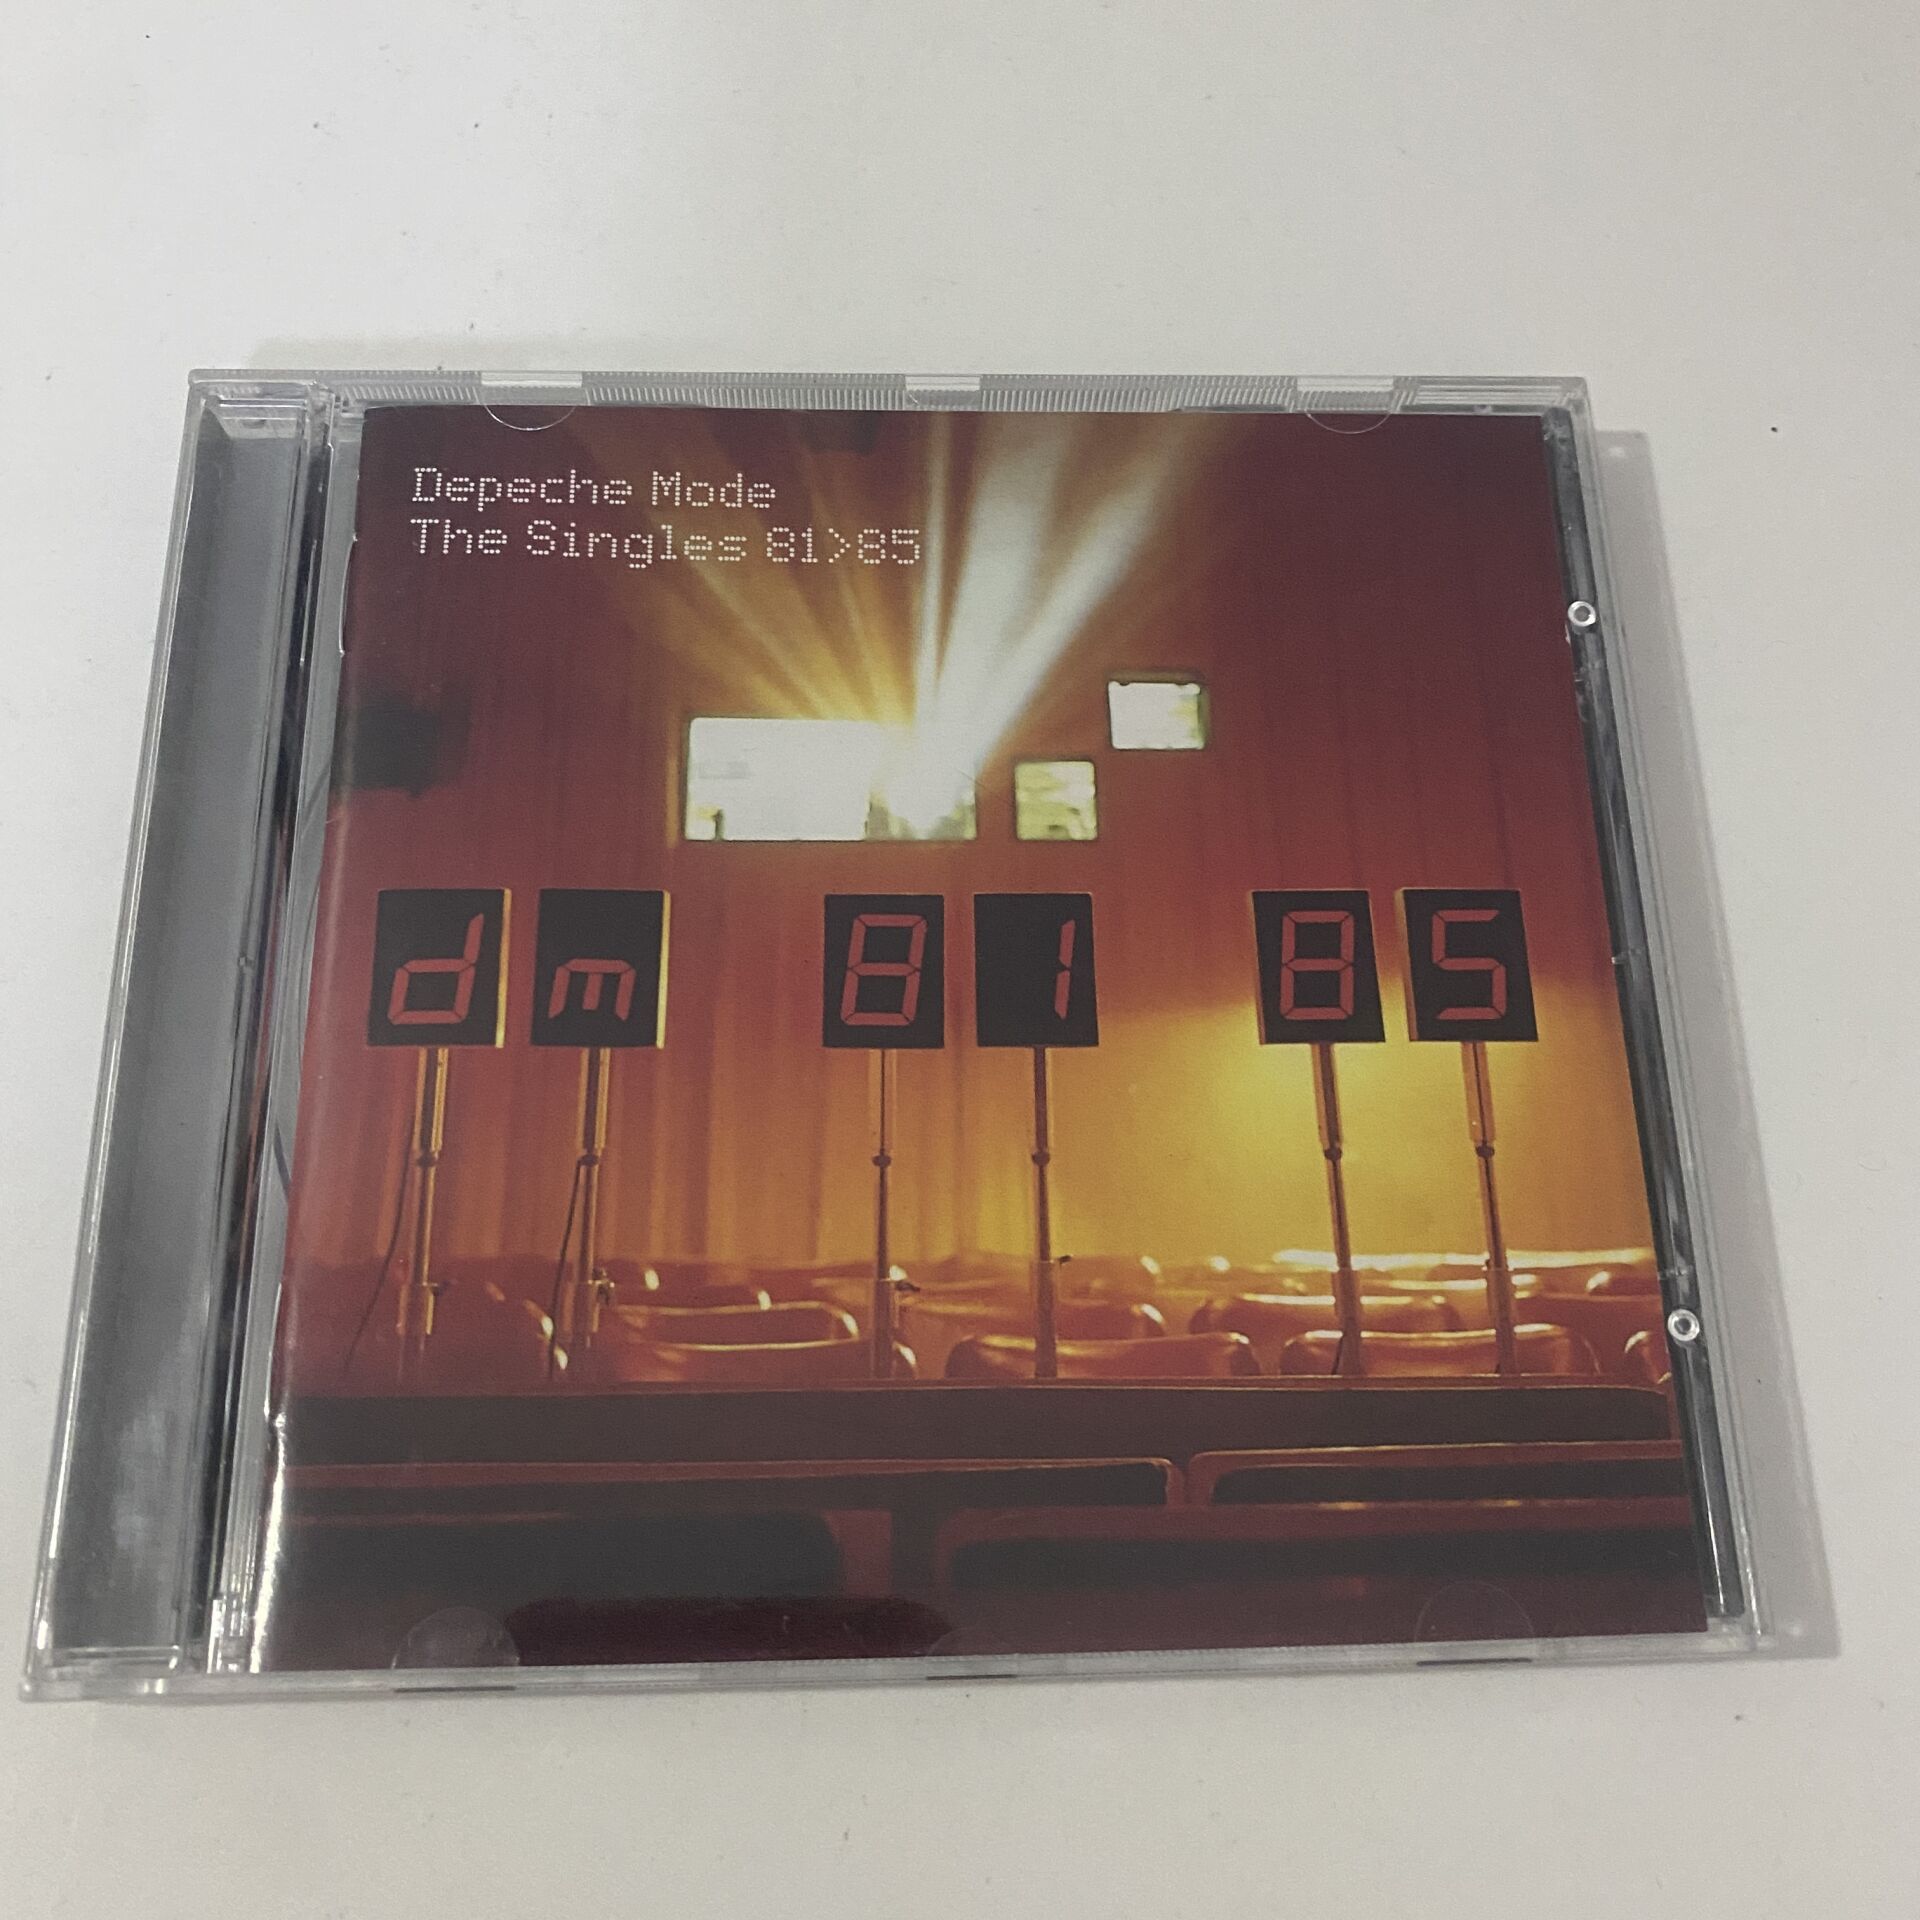 Depeche Mode
The Singles 81>85
dm 81 85